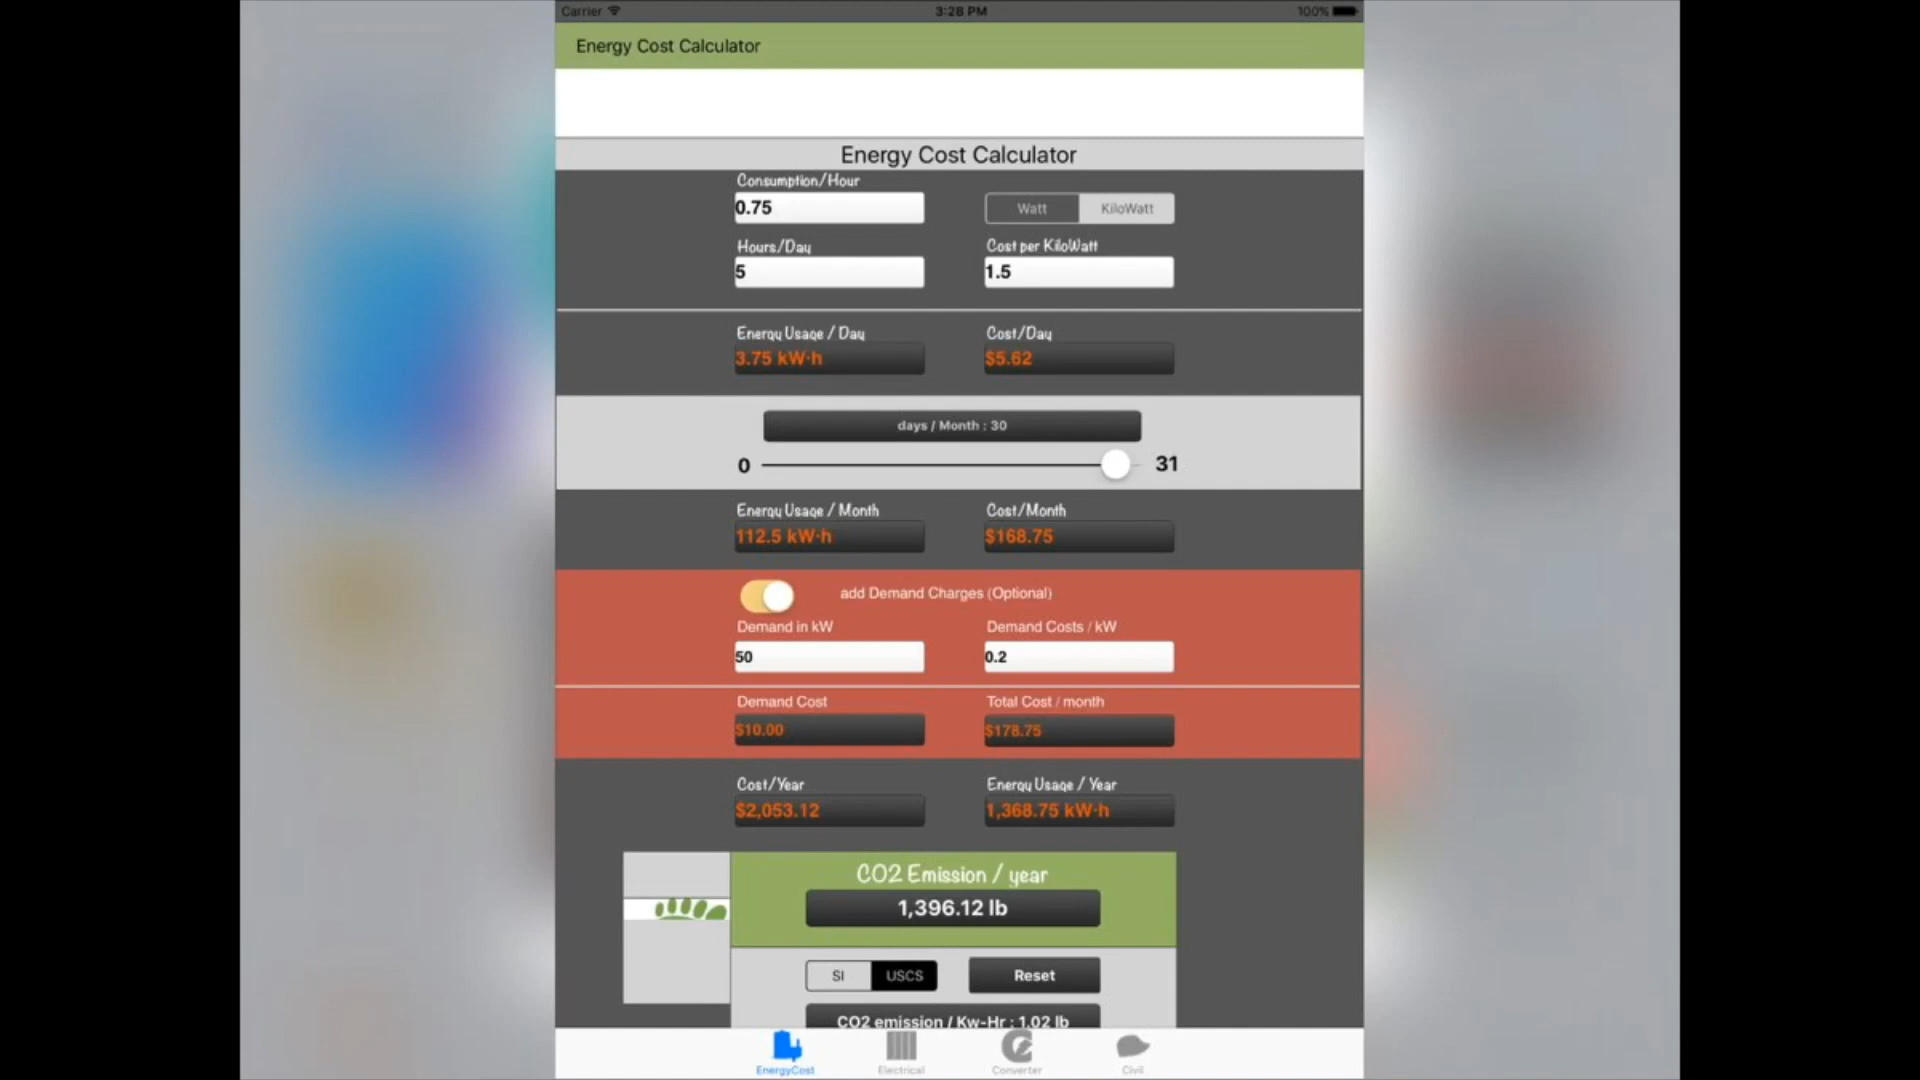 Carrier 3:28 PM 100%
Energy Cost Calculator
Energy Cost Calculator
Consumption/Hour
0.75 Watt KiloWatt
Hours/Day Cost per KiloWatt
5 1.5
Energy Usage / Day Cost/Day
3.75 kW·h $5.62
days / Month : 30
0 31
Energy Usage / Month Cost/Month
112.5 kW·h $168.75
add Demand Charges (Optional)
Demand in kW Demand Costs / kW
50 0.2
Demand Cost Total Cost / month
$10.00 $178.75
Cost/Year Energy Usage / Year
$2,053.12 1,368.75 kW·h
CO2 Emission / year
1,396.12 lb
SI USCS Reset
CO2 emission / Kw-Hr : 1.02 lb
EnergyCost Electrical Converter Civil